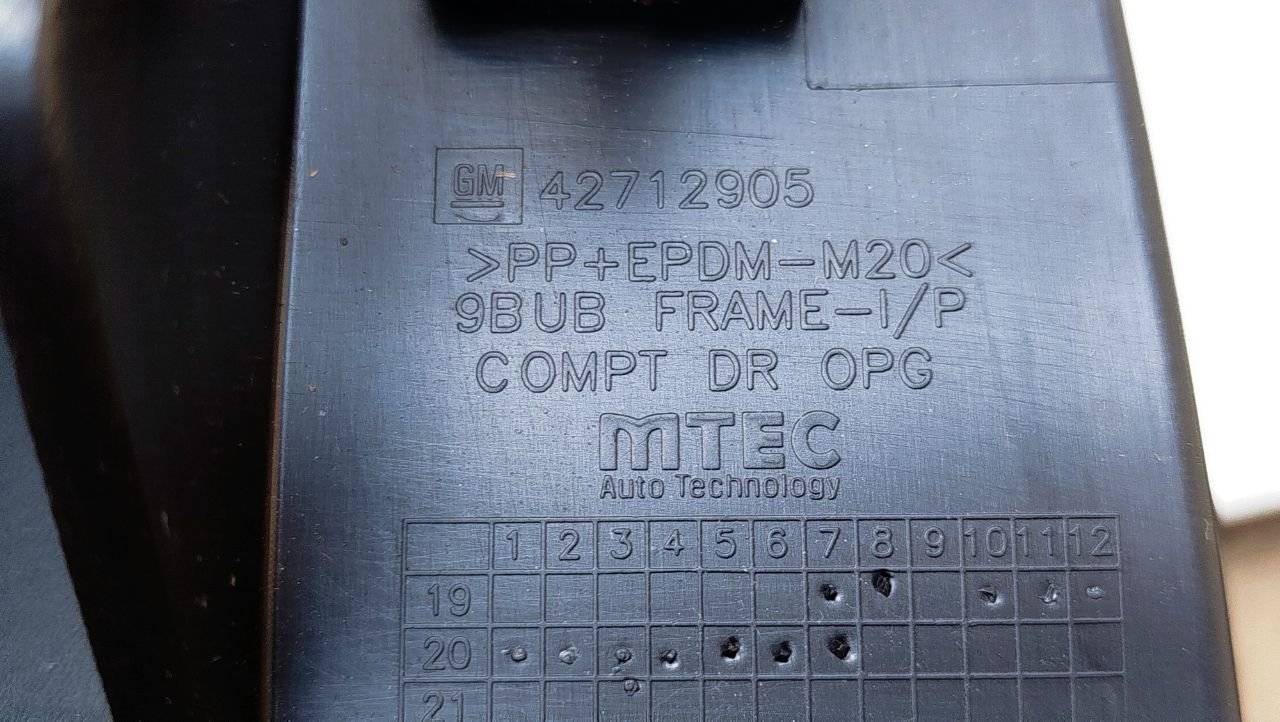 GM 42712905
>PP+EPDM-M20<
9BUB FRAME-I/P
COMPT DR OPG
MTEC
Auto Technology
1 2 3 4 5 6 7 8 9 10 11 12
19
20
21